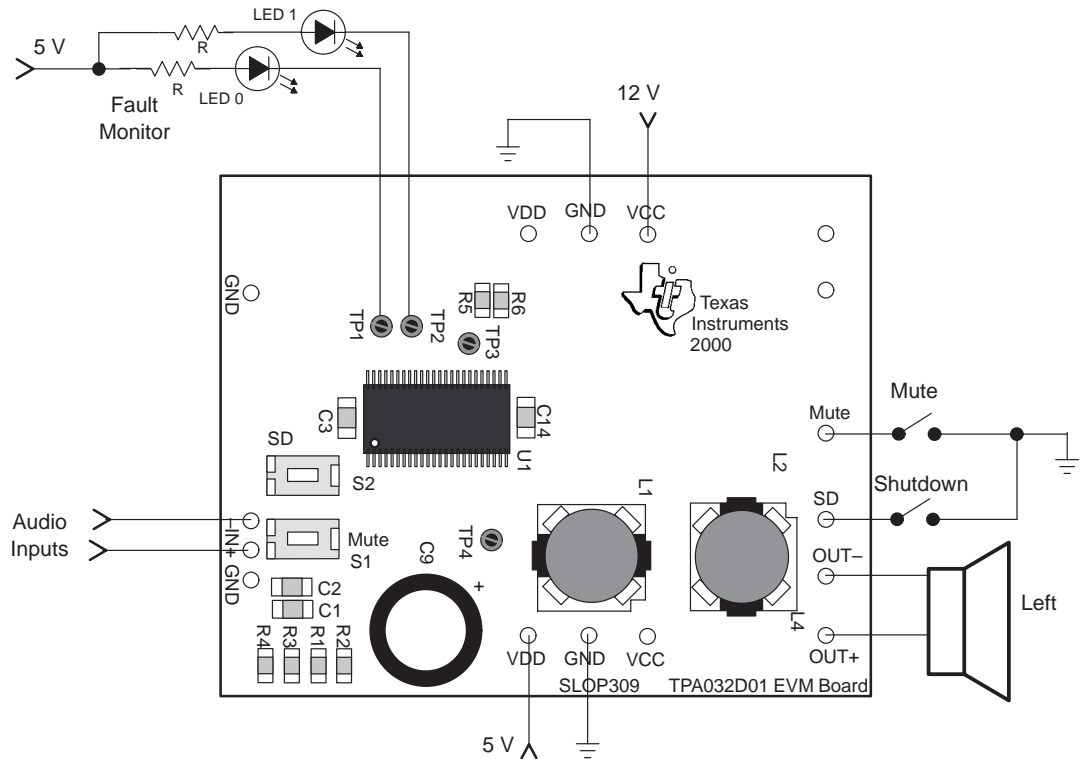 LED 1
5 V
R
R
LED 0
Fault
Monitor
12 V
VDD
GND
VCC
GND
R5
R6
TP1
TP2
TP3
Texas
Instruments
2000
C3
C14
U1
SD
S2
Mute
Mute
L2
L1
Shutdown
SD
Audio
Inputs
–IN+ GND
Mute
S1
TP4
C9
+
OUT–
C2
C1
Left
L4
R4
R3
R1
R2
OUT+
VDD
GND
VCC
SLOP309
TPA032D01 EVM Board
5 V